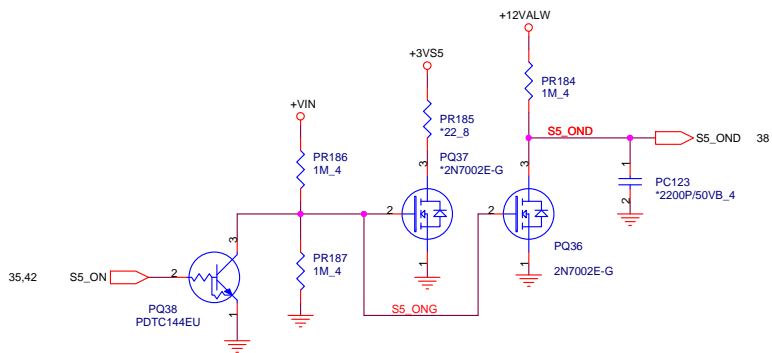 +12VALW
+3VS5
PR184
1M_4
+VIN
PR185
*22_8
S5_OND
S5_OND 38
3
PQ37
*2N7002E-G
3
1
PR186
1M_4
PC123
*2200P/50VB_4
2
2
2
3
PR187
1M_4
PQ36
2N7002E-G
1
1
35,42 S5_ON
2
PQ38
PDTC144EU
1
S5_ONG